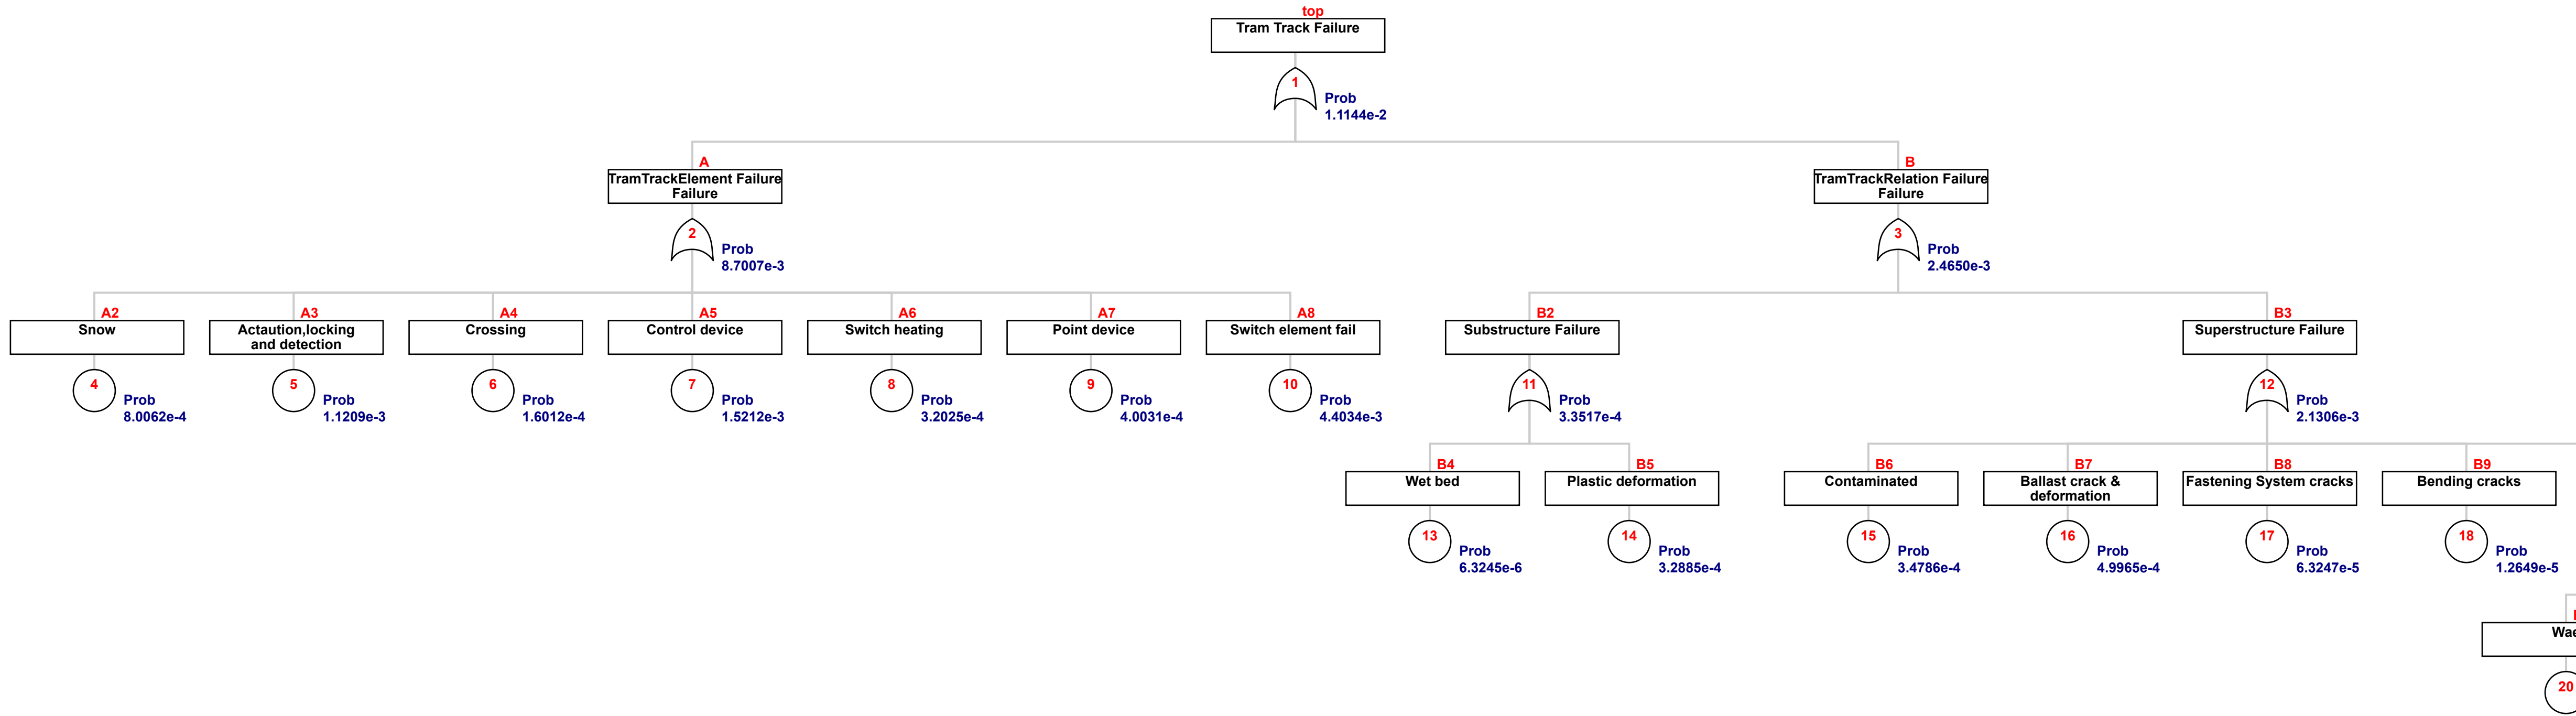 top
Tram Track Failure
1
Prob
1.1144e-2
A
TramTrackElement Failure
Failure
2
Prob
8.7007e-3
B
TramTrackRelation Failure
Failure
3
Prob
2.4650e-3
A2
Snow
4
Prob
8.0062e-4
A3
Actaution,locking
and detection
5
Prob
1.1209e-3
A4
Crossing
6
Prob
1.6012e-4
A5
Control device
7
Prob
1.5212e-3
A6
Switch heating
8
Prob
3.2025e-4
A7
Point device
9
Prob
4.0031e-4
A8
Switch element fail
10
Prob
4.4034e-3
B2
Substructure Failure
11
Prob
3.3517e-4
B3
Superstructure Failure
12
Prob
2.1306e-3
B4
Wet bed
13
Prob
6.3245e-6
B5
Plastic deformation
14
Prob
3.2885e-4
B6
Contaminated
15
Prob
3.4786e-4
B7
Ballast crack &
deformation
16
Prob
4.9965e-4
B8
Fastening System cracks
17
Prob
6.3247e-5
B9
Bending cracks
18
Prob
1.2649e-5
20